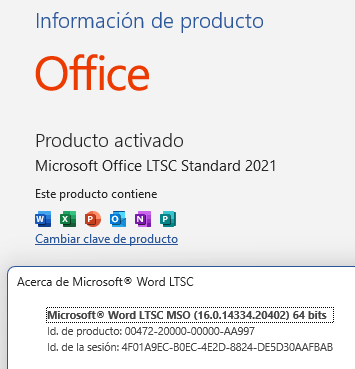 Información de producto
Office
Producto activado
Microsoft Office LTSC Standard 2021
Este producto contiene
Cambiar clave de producto
Acerca de Microsoft® Word LTSC
Microsoft® Word LTSC MSO (16.0.14334.20402) 64 bits
Id. de producto: 00472-20000-00000-AA997
Id. de la sesión: 4F01A9EC-B0EC-4E2D-8824-DE5D30AAFBAB